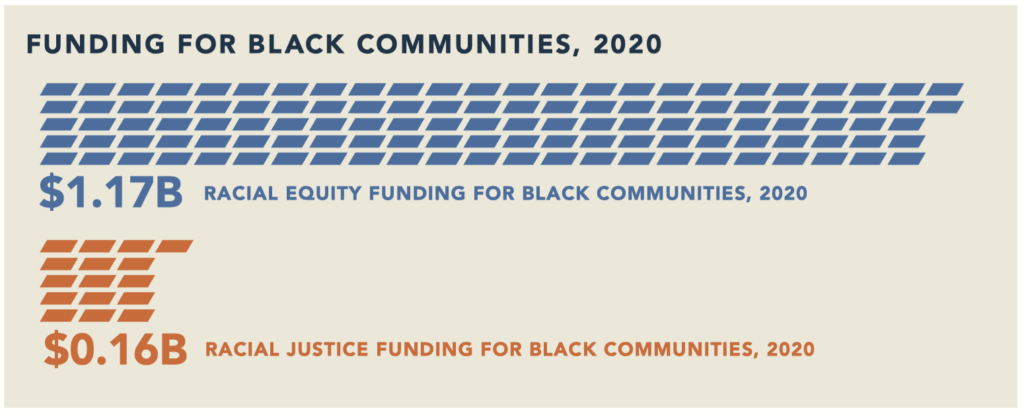 FUNDING FOR BLACK COMMUNITIES, 2020
$1.17B RACIAL EQUITY FUNDING FOR BLACK COMMUNITIES, 2020
$0.16B RACIAL JUSTICE FUNDING FOR BLACK COMMUNITIES, 2020